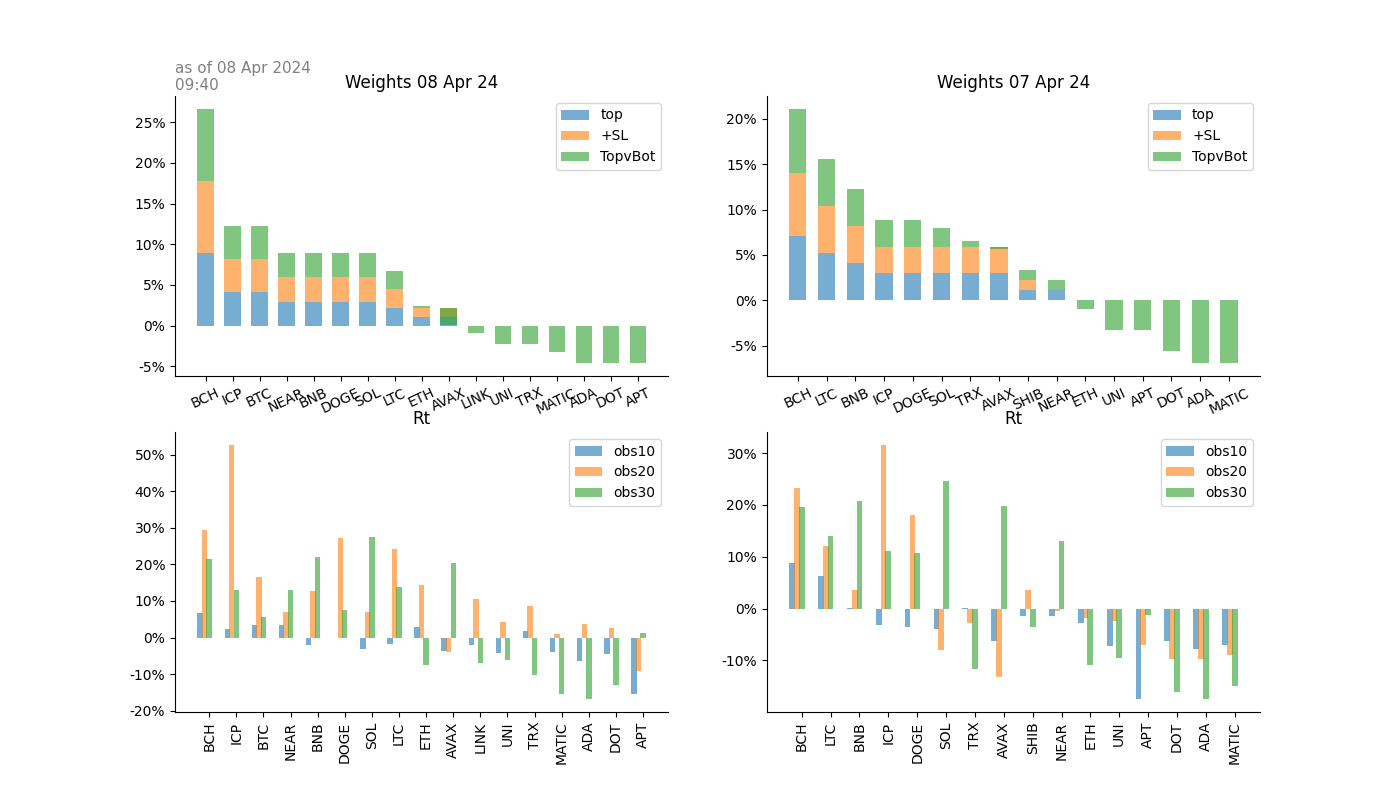 as of 08 Apr 2024
09:40
Weights 08 Apr 24
25%
20%
15%
10%
5%
0%
-5%
top
+SL
TopvBot
BCH ICP BTC NEAR BNB DOGE SOL LTC ETH AVAX LINK UNI TRX MATIC ADA DOT APT
Weights 07 Apr 24
20%
15%
10%
5%
0%
-5%
top
+SL
TopvBot
BCH LTC BNB ICP DOGE SOL TRX AVAX SHIB NEAR ETH UNI APT DOT ADA MATIC
Rt
50%
40%
30%
20%
10%
0%
-10%
-20%
obs10
obs20
obs30
BCH ICP BTC NEAR BNB DOGE SOL LTC ETH AVAX LINK UNI TRX MATIC ADA DOT APT
Rt
30%
20%
10%
0%
-10%
obs10
obs20
obs30
BCH LTC BNB ICP DOGE SOL TRX AVAX SHIB NEAR ETH UNI APT DOT ADA MATIC